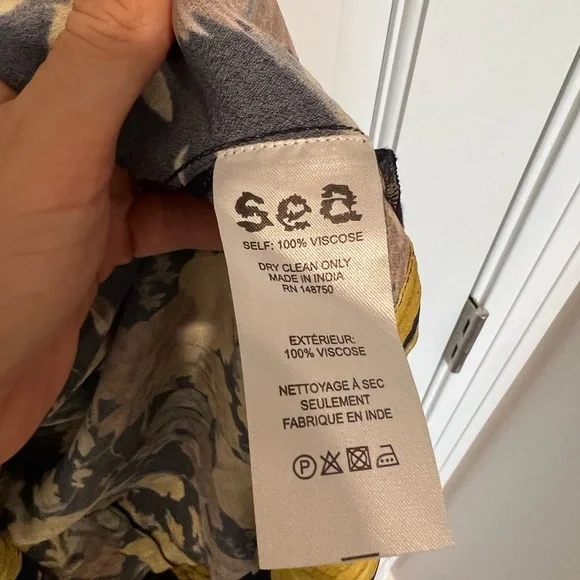 sea
SELF: 100% VISCOSE
DRY CLEAN ONLY
MADE IN INDIA
RN 148750
EXTÉRIEUR:
100% VISCOSE
NETTOYAGE À SEC
SEULEMENT
FABRIQUE EN INDE
P